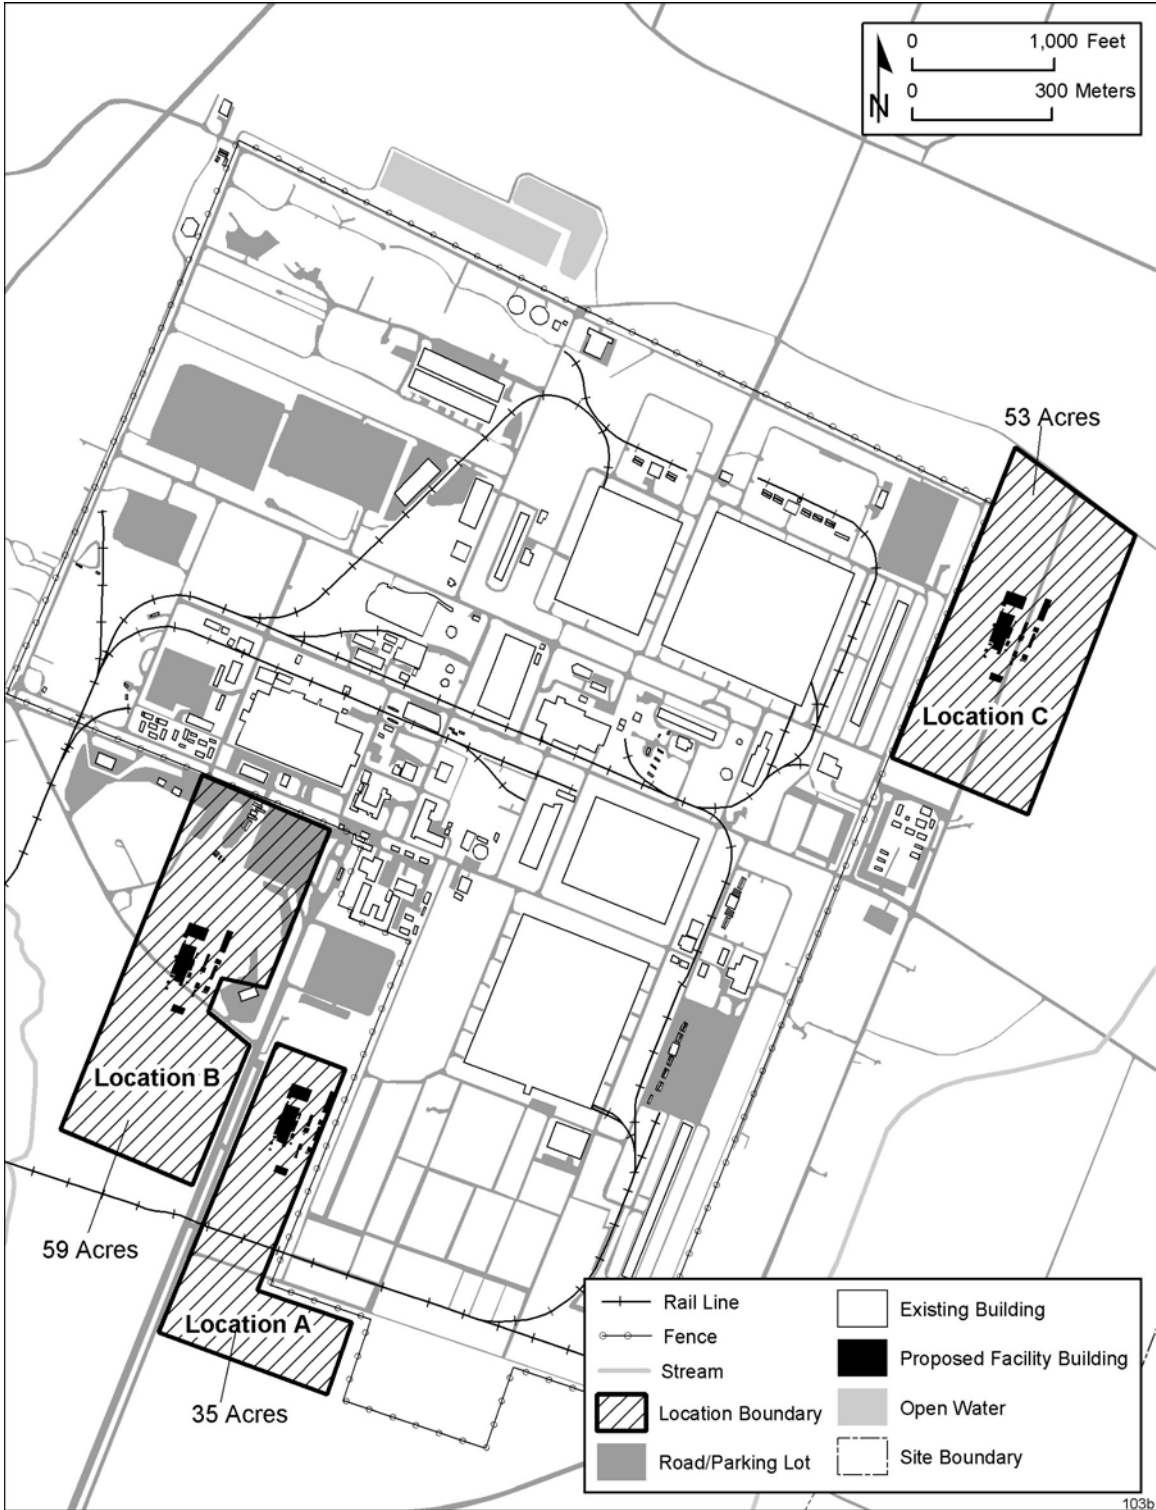 0 1,000 Feet
0 300 Meters
N
53 Acres
Location C
Location B
59 Acres
Location A
35 Acres
Rail Line
Fence
Stream
Location Boundary
Road/Parking Lot
Existing Building
Proposed Facility Building
Open Water
Site Boundary
103b